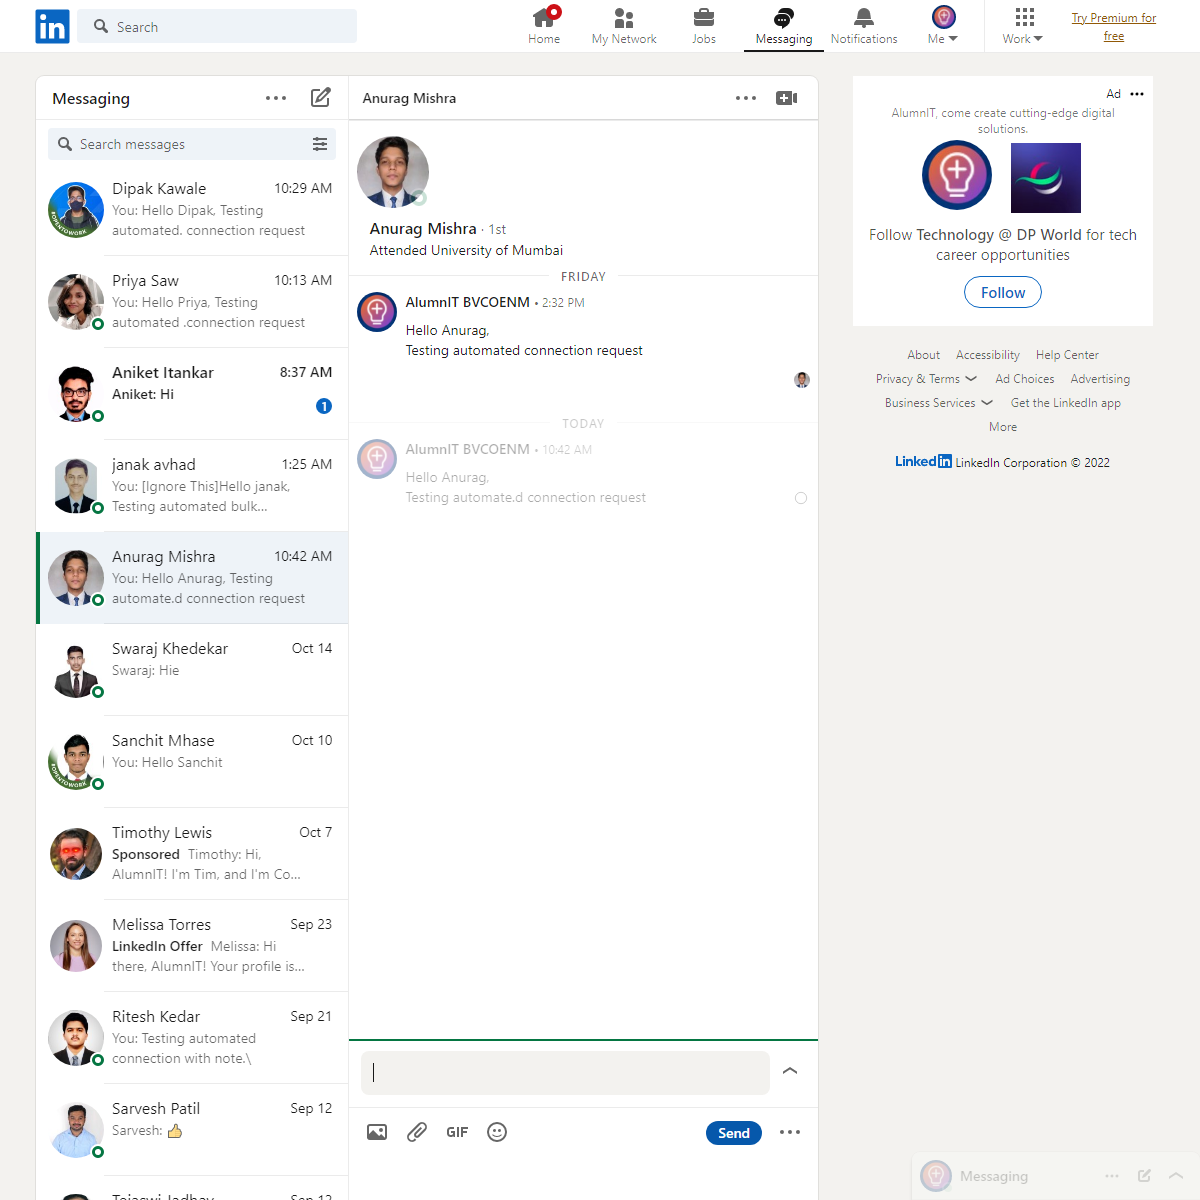 in
Search
Home
My Network
Jobs
Messaging
Notifications
Me
Work
Try Premium for
free
Messaging
Search messages
Dipak Kawale 10:29 AM
You: Hello Dipak, Testing
automated. connection request
Priya Saw 10:13 AM
You: Hello Priya, Testing
automated .connection request
Aniket Itankar 8:37 AM
Aniket: Hi
1
janak avhad 1:25 AM
You: [Ignore This]Hello janak,
Testing automated bulk...
Anurag Mishra 10:42 AM
You: Hello Anurag, Testing
automate.d connection request
Swaraj Khedekar Oct 14
Swaraj: Hie
Sanchit Mhase Oct 10
You: Hello Sanchit
Timothy Lewis Oct 7
Sponsored Timothy: Hi,
AlumnIT! I'm Tim, and I'm Co...
Melissa Torres Sep 23
LinkedIn Offer Melissa: Hi
there, AlumnIT! Your profile is...
Ritesh Kedar Sep 21
You: Testing automated
connection with note.\
Sarvesh Patil Sep 12
Sarvesh: 👍
Tejaswi Jadhav Sep 12
Anurag Mishra
Anurag Mishra · 1st
Attended University of Mumbai
FRIDAY
AlumnIT BVCOENM • 2:32 PM
Hello Anurag,
Testing automated connection request
TODAY
AlumnIT BVCOENM • 10:42 AM
Hello Anurag,
Testing automate.d connection request
GIF
Send
Ad
AlumnIT, come create cutting-edge digital
solutions.
Follow Technology @ DP World for tech
career opportunities
Follow
About Accessibility Help Center
Privacy & Terms Ad Choices Advertising
Business Services Get the LinkedIn app
More
LinkedIn LinkedIn Corporation © 2022
Messaging